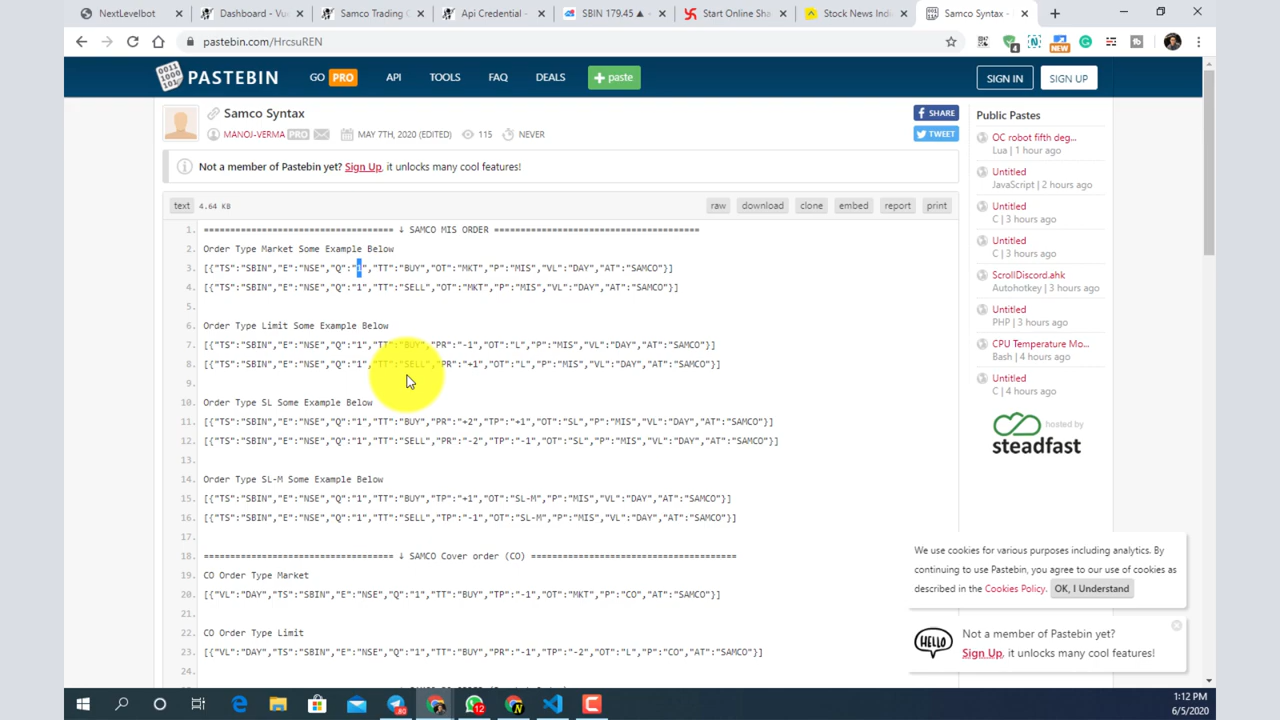 NextLevelbot
Dashboard - V
Samco Trading
Api Credential -
SBIN 179.45 ▲
Start Online Sha
Stock News Indi
Samco Syntax -
pastebin.com/HrcsuREN
4
NEW
PASTEBIN
GO PRO
API
TOOLS
FAQ
DEALS
+ paste
SIGN IN
SIGN UP
Samco Syntax
MANOJ-VERMA PRO
MAY 7TH, 2020 (EDITED)
115
NEVER
SHARE
TWEET
Not a member of Pastebin yet? Sign Up, it unlocks many cool features!
text 4.64 KB
raw download clone embed report print
1. ==================================== ↓ SAMCO MIS ORDER =======================================
2. Order Type Market Some Example Below
3. [{"TS":"SBIN","E":"NSE","Q":"1","TT":"BUY","OT":"MKT","P":"MIS","VL":"DAY","AT":"SAMCO"}]
4. [{"TS":"SBIN","E":"NSE","Q":"1","TT":"SELL","OT":"MKT","P":"MIS","VL":"DAY","AT":"SAMCO"}]
5.
6. Order Type Limit Some Example Below
7. [{"TS":"SBIN","E":"NSE","Q":"1","TT":"BUY","PR":"-1","OT":"L","P":"MIS","VL":"DAY","AT":"SAMCO"}]
8. [{"TS":"SBIN","E":"NSE","Q":"1","TT":"SELL","PR":"+1","OT":"L","P":"MIS","VL":"DAY","AT":"SAMCO"}]
9.
10. Order Type SL Some Example Below
11. [{"TS":"SBIN","E":"NSE","Q":"1","TT":"BUY","PR":"+2","TP":"+1","OT":"SL","P":"MIS","VL":"DAY","AT":"SAMCO"}]
12. [{"TS":"SBIN","E":"NSE","Q":"1","TT":"SELL","PR":"-2","TP":"-1","OT":"SL","P":"MIS","VL":"DAY","AT":"SAMCO"}]
13.
14. Order Type SL-M Some Example Below
15. [{"TS":"SBIN","E":"NSE","Q":"1","TT":"BUY","TP":"+1","OT":"SL-M","P":"MIS","VL":"DAY","AT":"SAMCO"}]
16. [{"TS":"SBIN","E":"NSE","Q":"1","TT":"SELL","TP":"-1","OT":"SL-M","P":"MIS","VL":"DAY","AT":"SAMCO"}]
17.
18. ==================================== ↓ SAMCO Cover order (CO) =======================================
19. CO Order Type Market
20. [{"VL":"DAY","TS":"SBIN","E":"NSE","Q":"1","TT":"BUY","TP":"-1","OT":"MKT","P":"CO","AT":"SAMCO"}]
21.
22. CO Order Type Limit
23. [{"VL":"DAY","TS":"SBIN","E":"NSE","Q":"1","TT":"BUY","PR":"-1","TP":"-2","OT":"L","P":"CO","AT":"SAMCO"}]
24.
Public Pastes
OC robot fifth deg...
Lua | 1 hour ago
Untitled
JavaScript | 2 hours ago
Untitled
C | 3 hours ago
Untitled
C | 3 hours ago
ScrollDiscord.ahk
Autohotkey | 3 hours ago
Untitled
PHP | 3 hours ago
CPU Temperature Mo...
Bash | 4 hours ago
Untitled
C | 4 hours ago
hosted by
steadfast
We use cookies for various purposes including analytics. By
continuing to use Pastebin, you agree to our use of cookies as
described in the Cookies Policy. OK, I Understand
HELLO
Not a member of Pastebin yet?
Sign Up, it unlocks many cool features!
80
12
1:12 PM
6/5/2020